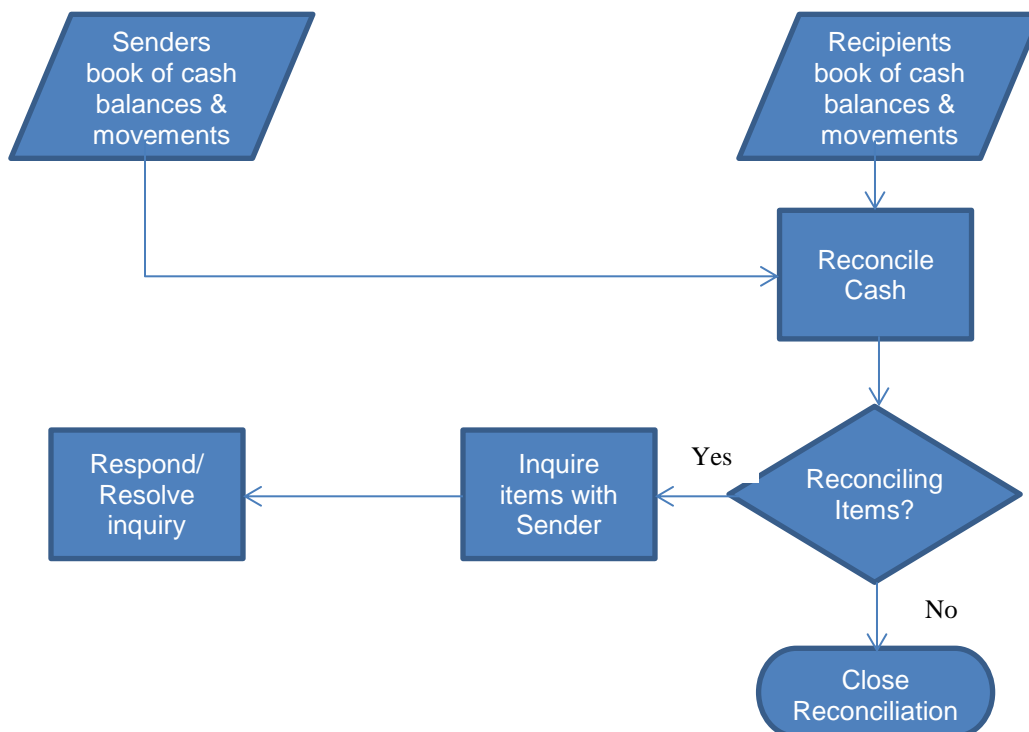 Senders
book of cash
balances &
movements
Recipients
book of cash
balances &
movements
Reconcile
Cash
Respond/
Resolve
inquiry
Inquire
items with
Sender
Yes
Reconciling
Items?
No
Close
Reconciliation